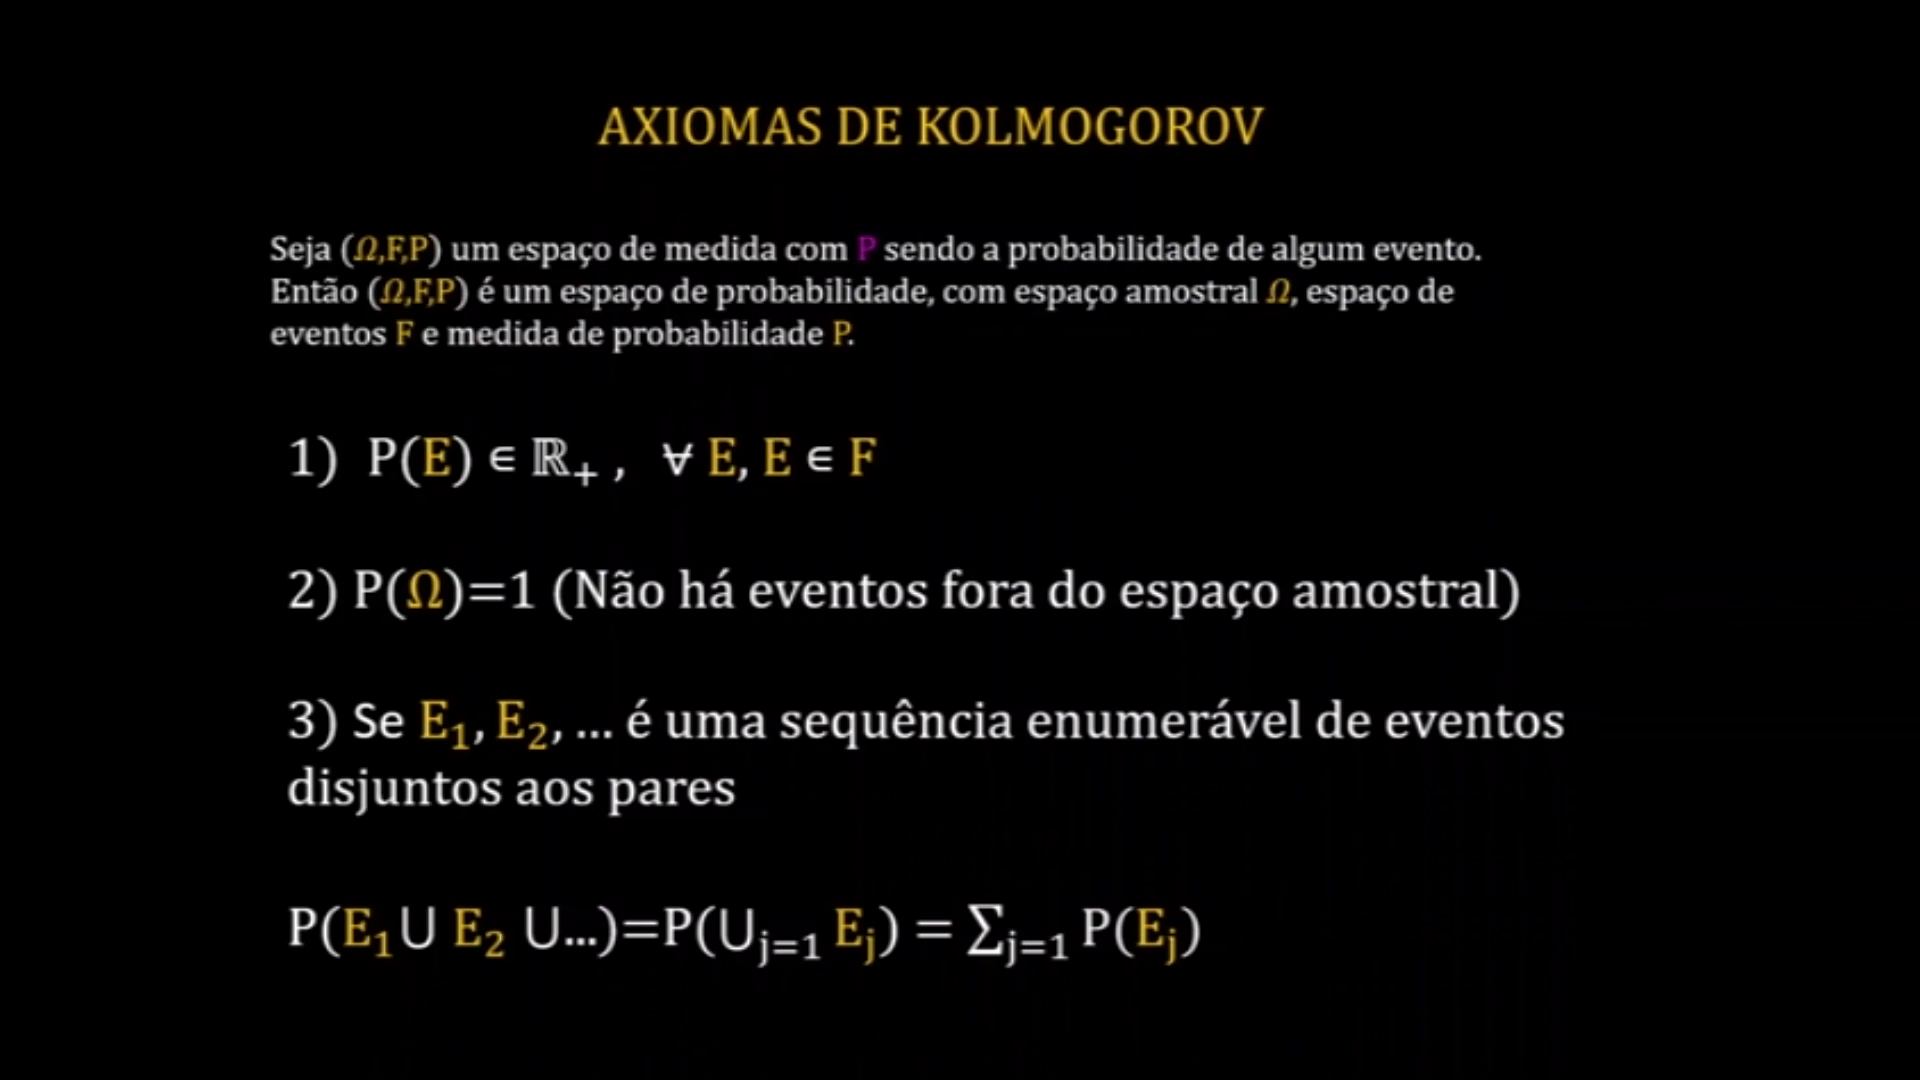 AXIOMAS DE KOLMOGOROV
Seja (Ω,F,P) um espaço de medida com P sendo a probabilidade de algum evento.
Então (Ω,F,P) é um espaço de probabilidade, com espaço amostral Ω, espaço de
eventos F e medida de probabilidade P.
1) P(E) ∈ ℝ₊ , ∀ E, E ∈ F
2) P(Ω)=1 (Não há eventos fora do espaço amostral)
3) Se E₁, E₂, ... é uma sequência enumerável de eventos
disjuntos aos pares
P(E₁∪ E₂ ∪...)=P(∪ⱼ₌₁ Eⱼ) = ∑ⱼ₌₁ P(Eⱼ)